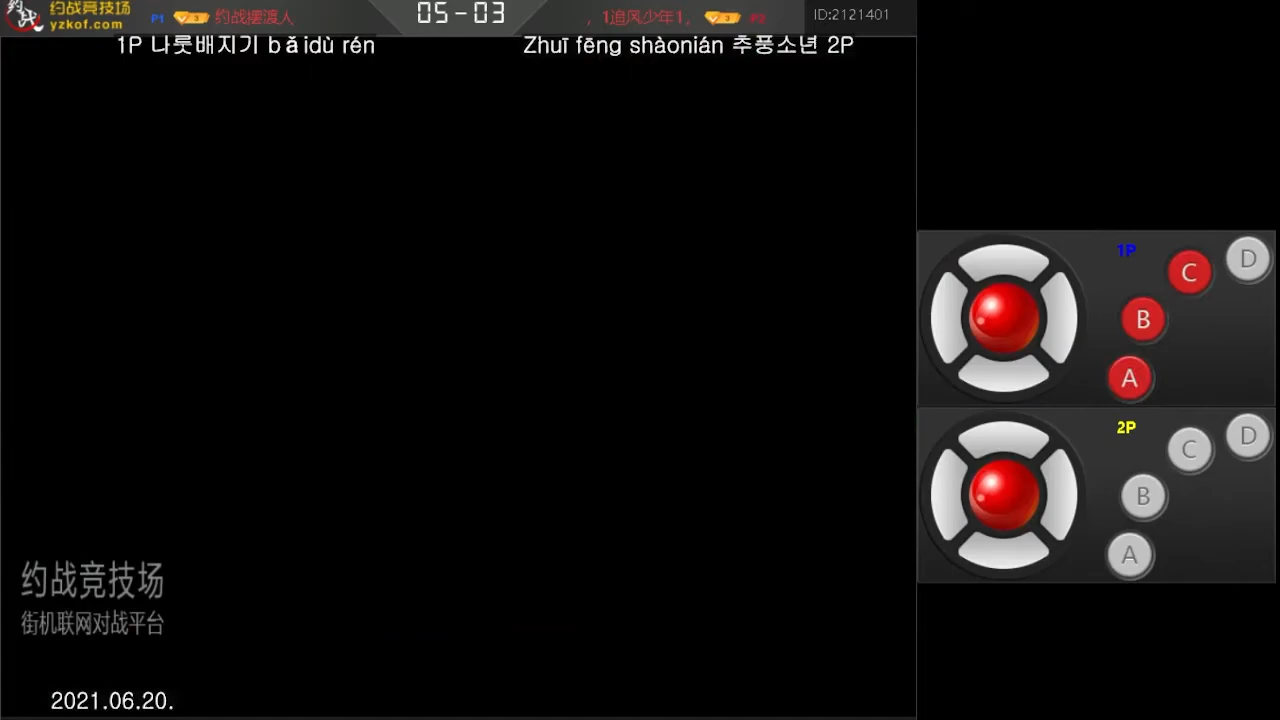 约战竞技场
yzkof.com
P1 3 约战摆渡人
05-03
，1追风少年1， 3
ID:2121401
1P 나룻배지기 bǎidù rén
Zhuī fēng shàonián 추풍소년 2P
1P
C D
B
A
2P
C D
B
A
约战竞技场
街机联网对战平台
2021.06.20.